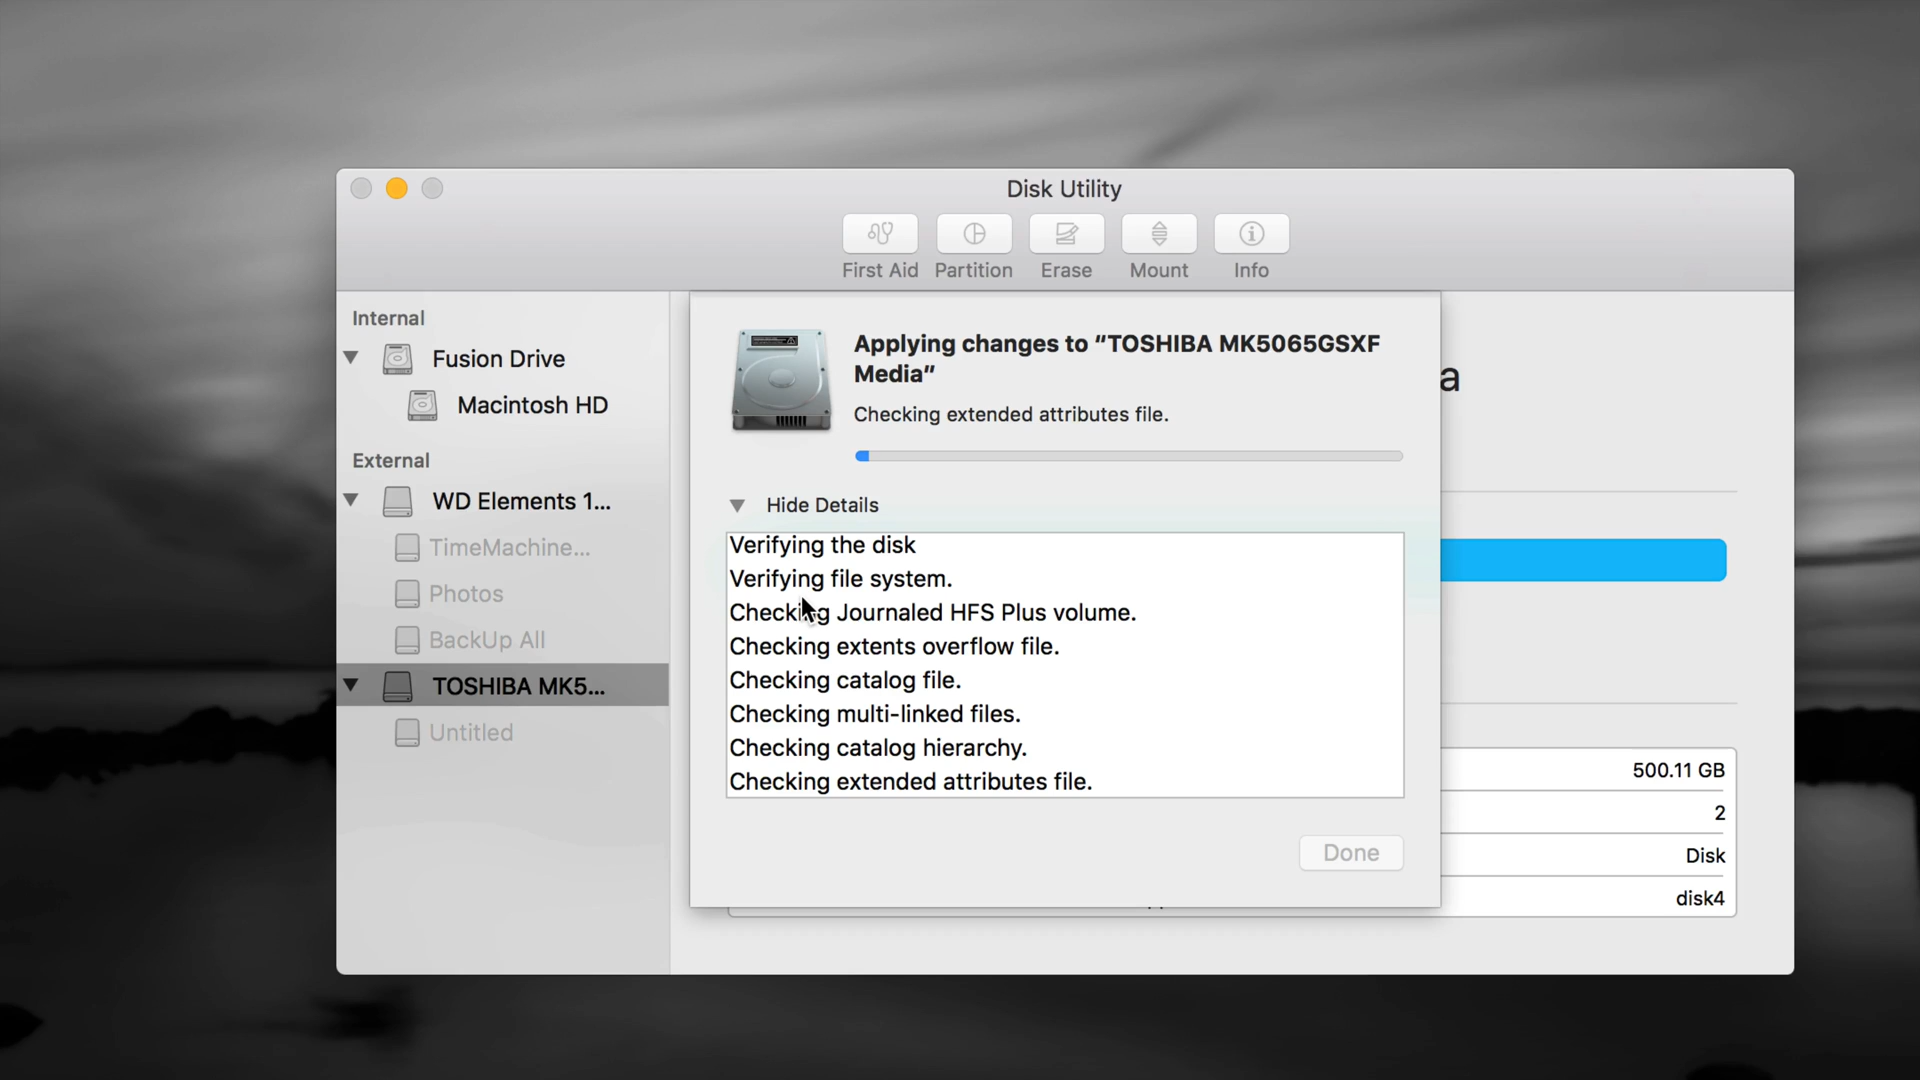 Disk Utility
First Aid
Partition
Erase
Mount
Info
Internal
Fusion Drive
Macintosh HD
External
WD Elements 1...
TimeMachine...
Photos
BackUp All
TOSHIBA MK5...
Untitled
Applying changes to “TOSHIBA MK5065GSXF
Media”
Checking extended attributes file.
Hide Details
Verifying the disk
Verifying file system.
Checking Journaled HFS Plus volume.
Checking extents overflow file.
Checking catalog file.
Checking multi-linked files.
Checking catalog hierarchy.
Checking extended attributes file.
Done
a
500.11 GB
2
Disk
disk4